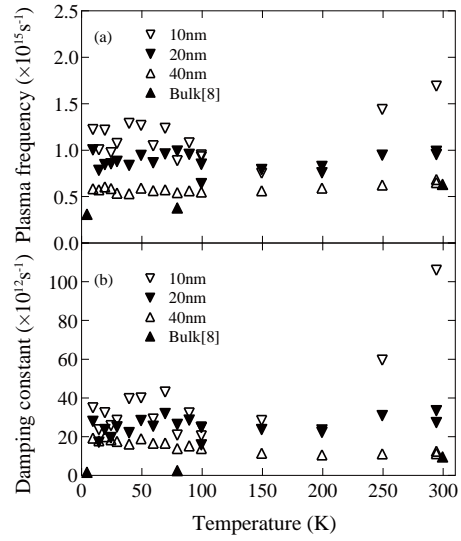 2.5
2.0
1.5
1.0
0.5
0.0
Plasma frequency (×10¹⁵s⁻¹)
(a)
10nm
20nm
40nm
Bulk[8]
100
80
60
40
20
0
Damping constant (×10¹²s⁻¹)
(b)
10nm
20nm
40nm
Bulk[8]
0 50 100 150 200 250 300
Temperature (K)